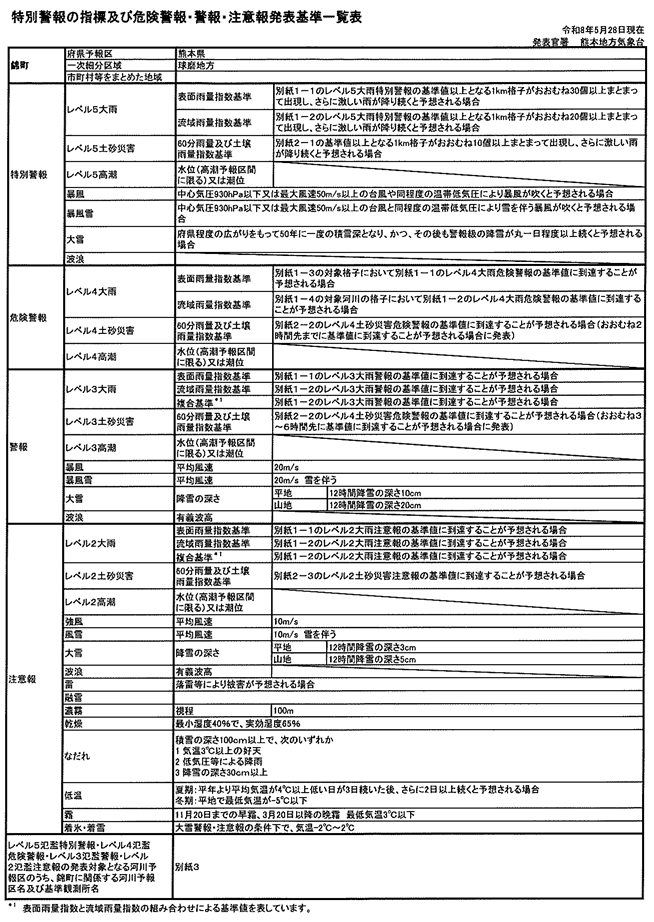 特別警報の指標及び危険警報・警報・注意報発表基準一覧表
令和8年5月28日現在
発表官署　熊本地方気象台
錦町
府県予報区 熊本県
一次細分区域 球磨地方
市町村等をまとめた地域
特別警報
レベル5大雨
表面雨量指数基準
別紙1-1のレベル5大雨特別警報の基準値以上となる1km格子がおおむね30個以上まとまって出現し、さらに激しい雨が降り続くと予想される場合
流域雨量指数基準
別紙1-2のレベル5大雨特別警報の基準値以上となる1km格子がおおむね20個以上まとまって出現し、さらに激しい雨が降り続くと予想される場合
レベル5土砂災害
60分雨量及び土壌雨量指数基準
別紙2-1の基準値以上となる1km格子がおおむね10個以上まとまって出現し、さらに激しい雨が降り続くと予想される場合
レベル5高潮
水位(高潮予報区間に限る)又は潮位
暴風
中心気圧930hPa以下又は最大風速50m/s以上の台風や同程度の温帯低気圧により暴風が吹くと予想される場合
暴風雪
中心気圧930hPa以下又は最大風速50m/s以上の台風と同程度の温帯低気圧により雪を伴う暴風が吹くと予想される場合
大雪
府県程度の広がりをもって50年に一度の積雪深となり、かつ、その後も警報級の降雪が丸一日程度以上続くと予想される場合
波浪
危険警報
レベル4大雨
表面雨量指数基準
別紙1-3の対象格子において別紙1-1のレベル4大雨危険警報の基準値に到達することが予想される場合
流域雨量指数基準
別紙1-4の対象河川の格子において別紙1-2のレベル4大雨危険警報の基準値に到達することが予想される場合
レベル4土砂災害
60分雨量及び土壌雨量指数基準
別紙2-2のレベル4土砂災害危険警報の基準値に到達することが予想される場合(おおむね2時間先までに基準値に到達することが予想される場合に発表)
レベル4高潮
水位(高潮予報区間に限る)又は潮位
警報
レベル3大雨
表面雨量指数基準 別紙1-1のレベル3大雨警報の基準値に到達することが予想される場合
流域雨量指数基準 別紙1-2のレベル3大雨警報の基準値に到達することが予想される場合
複合基準*1 別紙1-2のレベル3大雨警報の基準値に到達することが予想される場合
レベル3土砂災害
60分雨量及び土壌雨量指数基準
別紙2-2のレベル4土砂災害危険警報の基準値に到達することが予想される場合(おおむね3～6時間先に基準値に到達することが予想される場合に発表)
レベル3高潮
水位(高潮予報区間に限る)又は潮位
暴風 平均風速 20m/s
暴風雪 平均風速 20m/s 雪を伴う
大雪 降雪の深さ
平地 12時間降雪の深さ10cm
山地 12時間降雪の深さ20cm
波浪 有義波高
注意報
レベル2大雨
表面雨量指数基準 別紙1-1のレベル2大雨注意報の基準値に到達することが予想される場合
流域雨量指数基準 別紙1-2のレベル2大雨注意報の基準値に到達することが予想される場合
複合基準*1 別紙1-2のレベル2大雨注意報の基準値に到達することが予想される場合
レベル2土砂災害
60分雨量及び土壌雨量指数基準
別紙2-3のレベル2土砂災害注意報の基準値に到達することが予想される場合
レベル2高潮
水位(高潮予報区間に限る)又は潮位
強風 平均風速 10m/s
風雪 平均風速 10m/s 雪を伴う
大雪 降雪の深さ
平地 12時間降雪の深さ3cm
山地 12時間降雪の深さ5cm
波浪 有義波高
雷 落雷等により被害が予想される場合
融雪
濃霧 視程 100m
乾燥 最小湿度40%で、実効湿度65%
なだれ
積雪の深さ100cm以上で、次のいずれか
1 気温3℃以上の好天
2 低気圧等による降雨
3 降雪の深さ30cm以上
低温
夏期：平年より平均気温が4℃以上低い日が3日続いた後、さらに2日以上続くと予想される場合
冬期：平地で最低気温が-5℃以下
霜 11月20日までの早霜、3月20日以降の晩霜 最低気温3℃以下
着氷・着雪 大雪警報・注意報の条件下で、気温-2℃～2℃
レベル5氾濫特別警報・レベル4氾濫
危険警報・レベル3氾濫警報・レベル
2氾濫注意報の発表対象となる河川予
報区のうち、錦町に関係する河川予報
区名及び基準観測所名
別紙3
*1 表面雨量指数と流域雨量指数の組み合わせによる基準値を表しています。